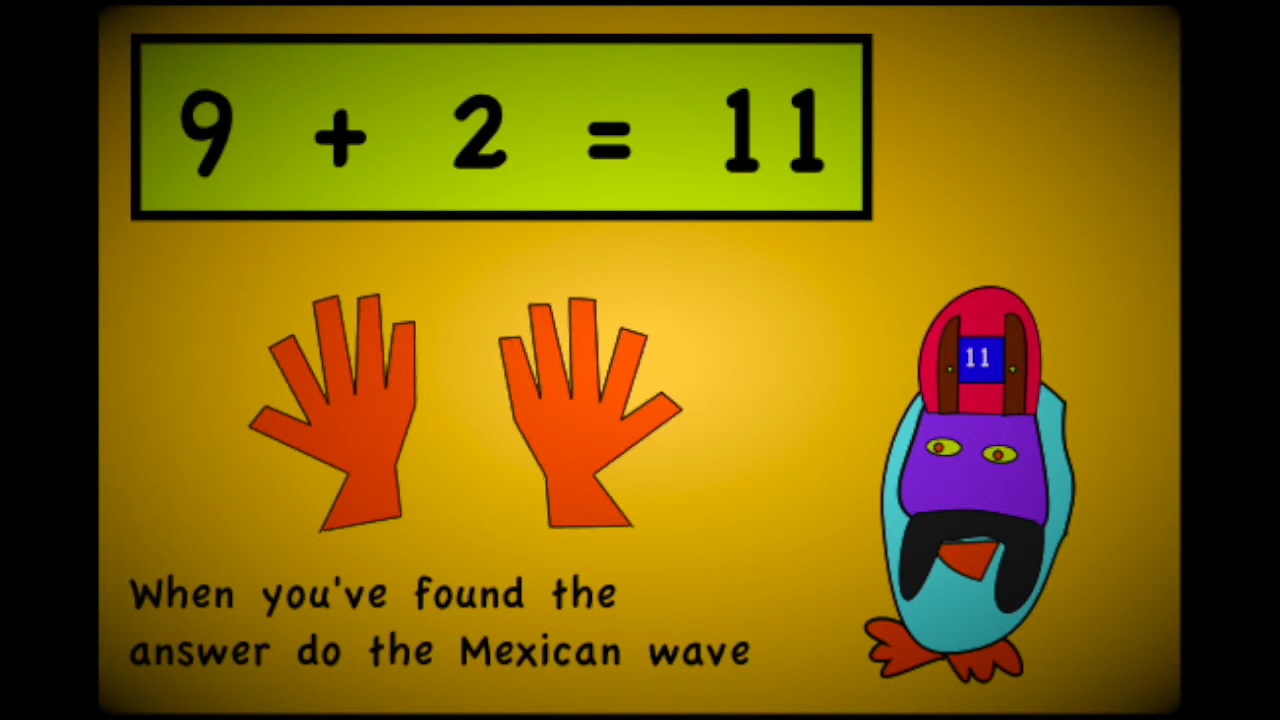 9 + 2 = 11
11
When you've found the
answer do the Mexican wave